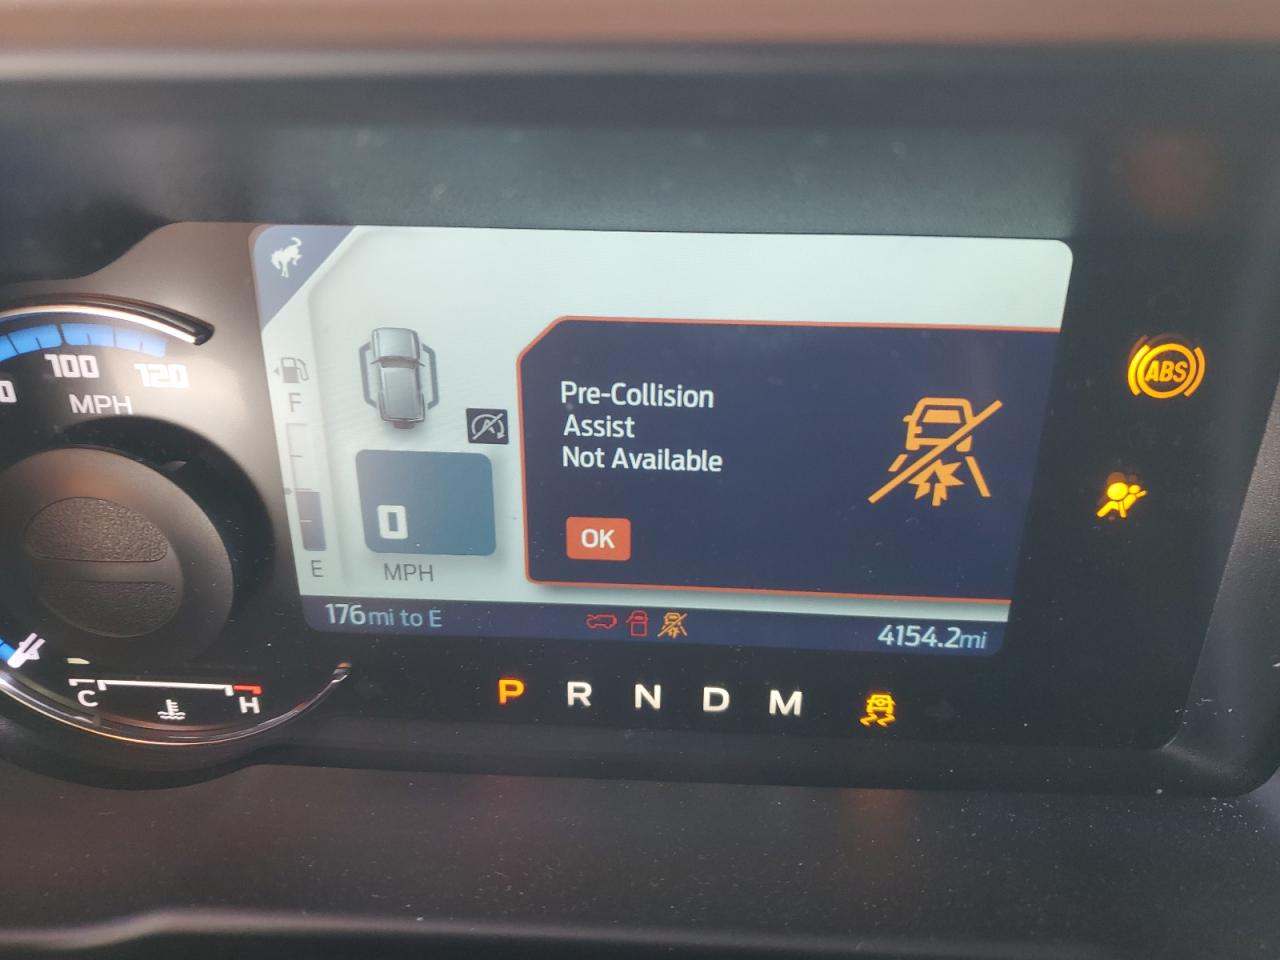 100
120
MPH
F
E
0
MPH
Pre-Collision
Assist
Not Available
OK
176mi to E
4154.2mi
C
H
P R N D M
ABS